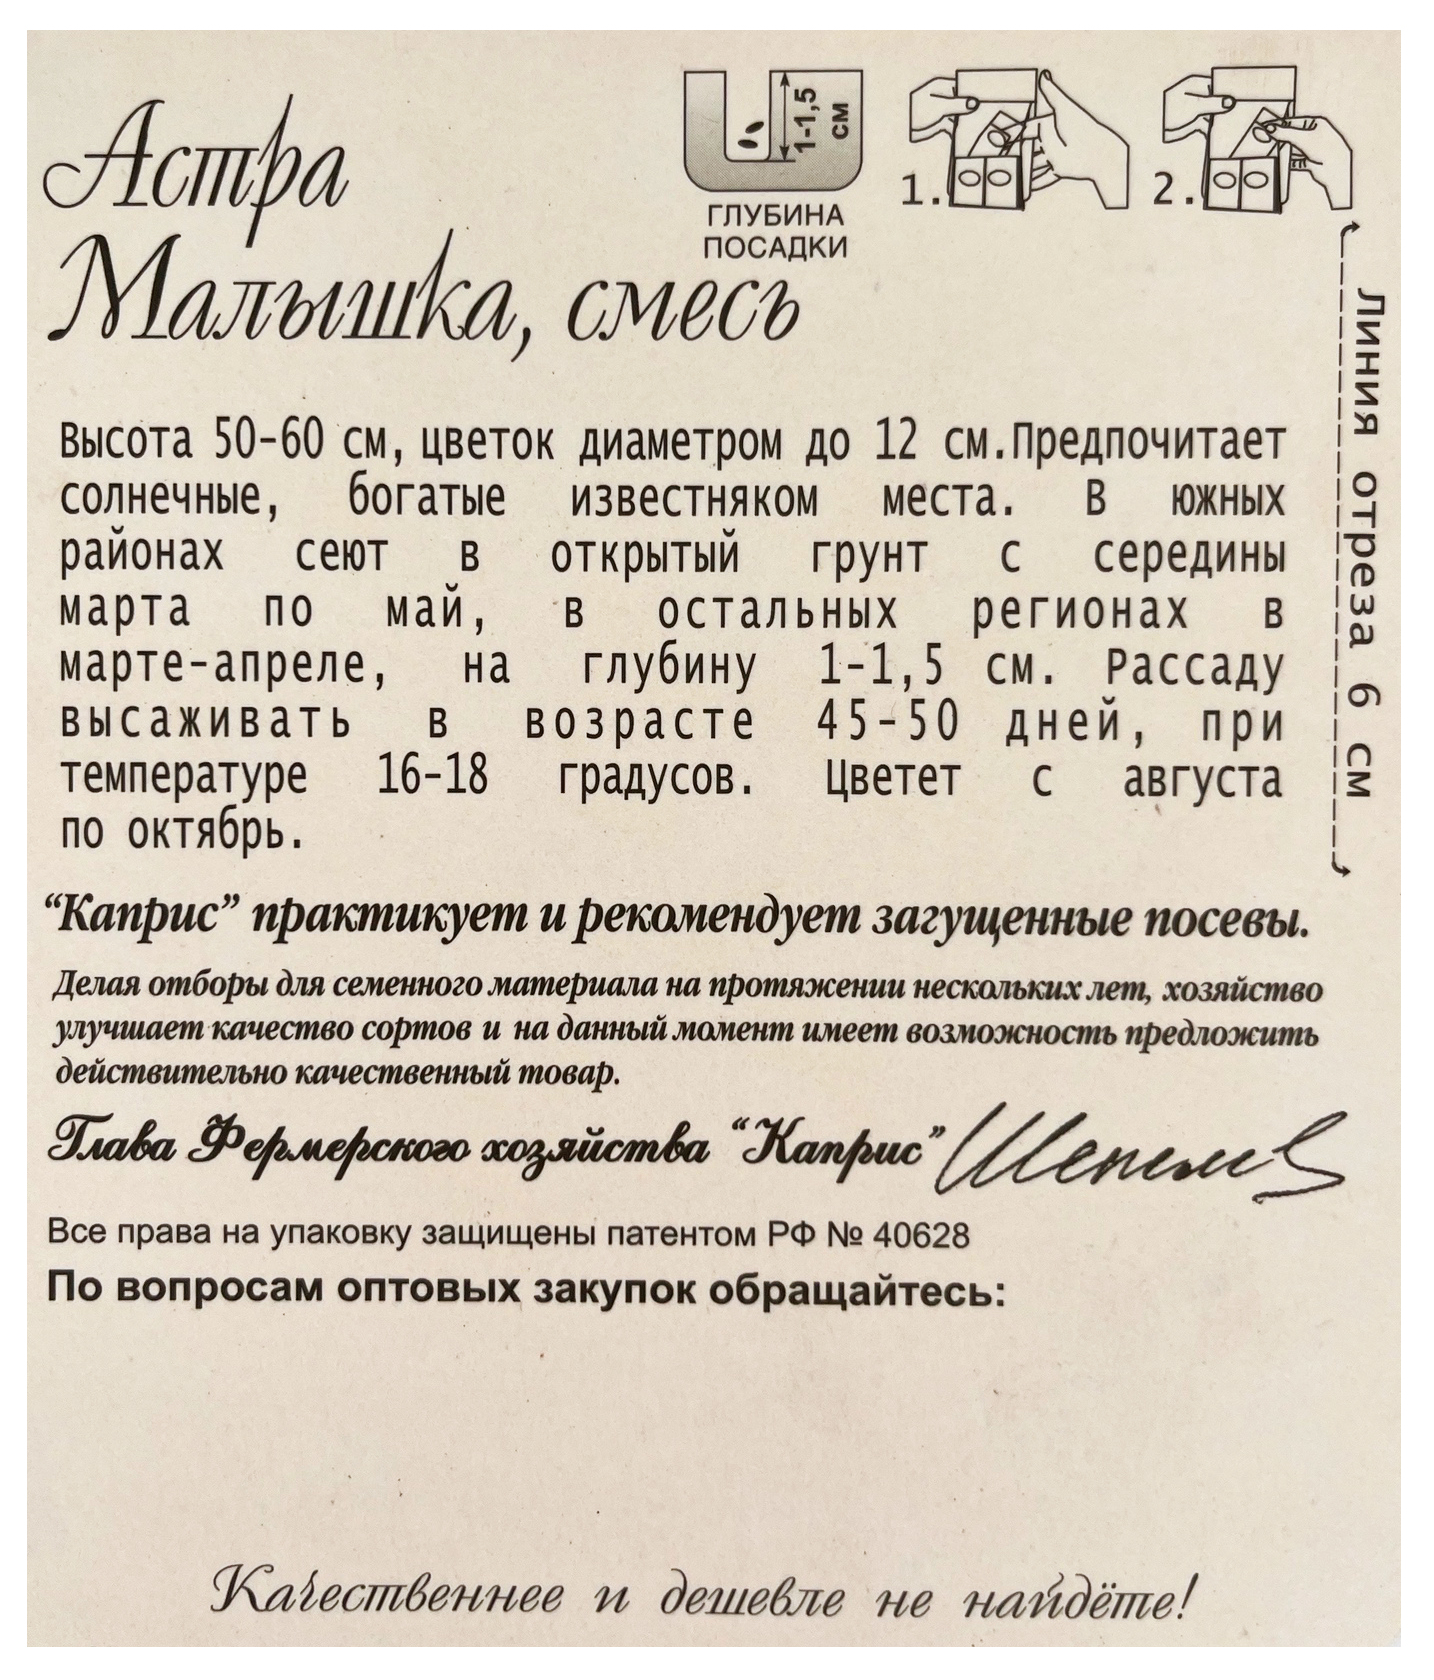 Астра
Малышка, смесь
1-1,5
см
ГЛУБИНА
ПОСАДКИ
1.
2.
Линия отреза 6 см
Высота 50-60 см, цветок диаметром до 12 см.Предпочитает
солнечные, богатые известняком места. В южных
районах сеют в открытый грунт с середины
марта по май, в остальных регионах в
марте-апреле, на глубину 1-1,5 см. Рассаду
высаживать в возрасте 45-50 дней, при
температуре 16-18 градусов. Цветет с августа
по октябрь.
“Каприс” практикует и рекомендует загущенные посевы.
Делая отборы для семенного материала на протяжении нескольких лет, хозяйство
улучшает качество сортов и на данный момент имеет возможность предложить
действительно качественный товар.
Глава Фермерского хозяйства “Каприс”
Все права на упаковку защищены патентом РФ № 40628
По вопросам оптовых закупок обращайтесь:
Качественнее и дешевле не найдёте!